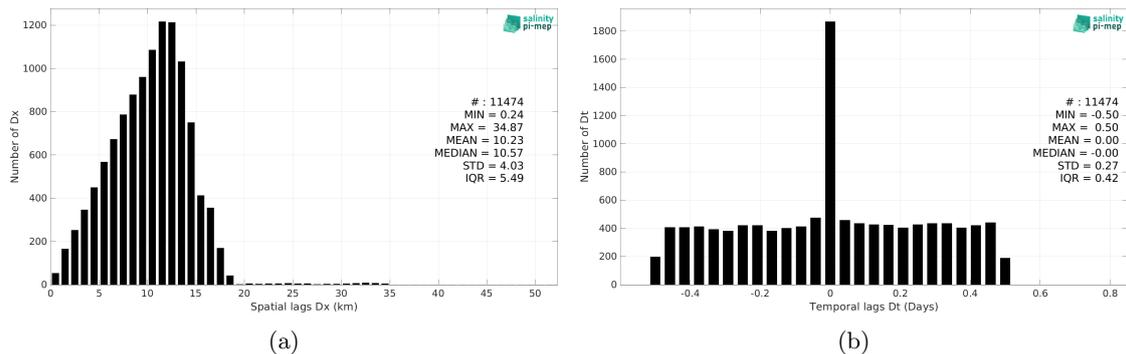 1200
1000
800
600
400
200
0
Number of Dx
salinity
pi-mep
# : 11474
MIN = 0.24
MAX = 34.87
MEAN = 10.23
MEDIAN = 10.57
STD = 4.03
IQR = 5.49
0 5 10 15 20 25 30 35 40 45 50
Spatial lags Dx (km)
(a)
1800
1600
1400
1200
1000
800
600
400
200
0
Number of Dt
salinity
pi-mep
# : 11474
MIN = -0.50
MAX = 0.50
MEAN = 0.00
MEDIAN = -0.00
STD = 0.27
IQR = 0.42
-0.4 -0.2 0 0.2 0.4 0.6 0.8
Temporal lags Dt (Days)
(b)